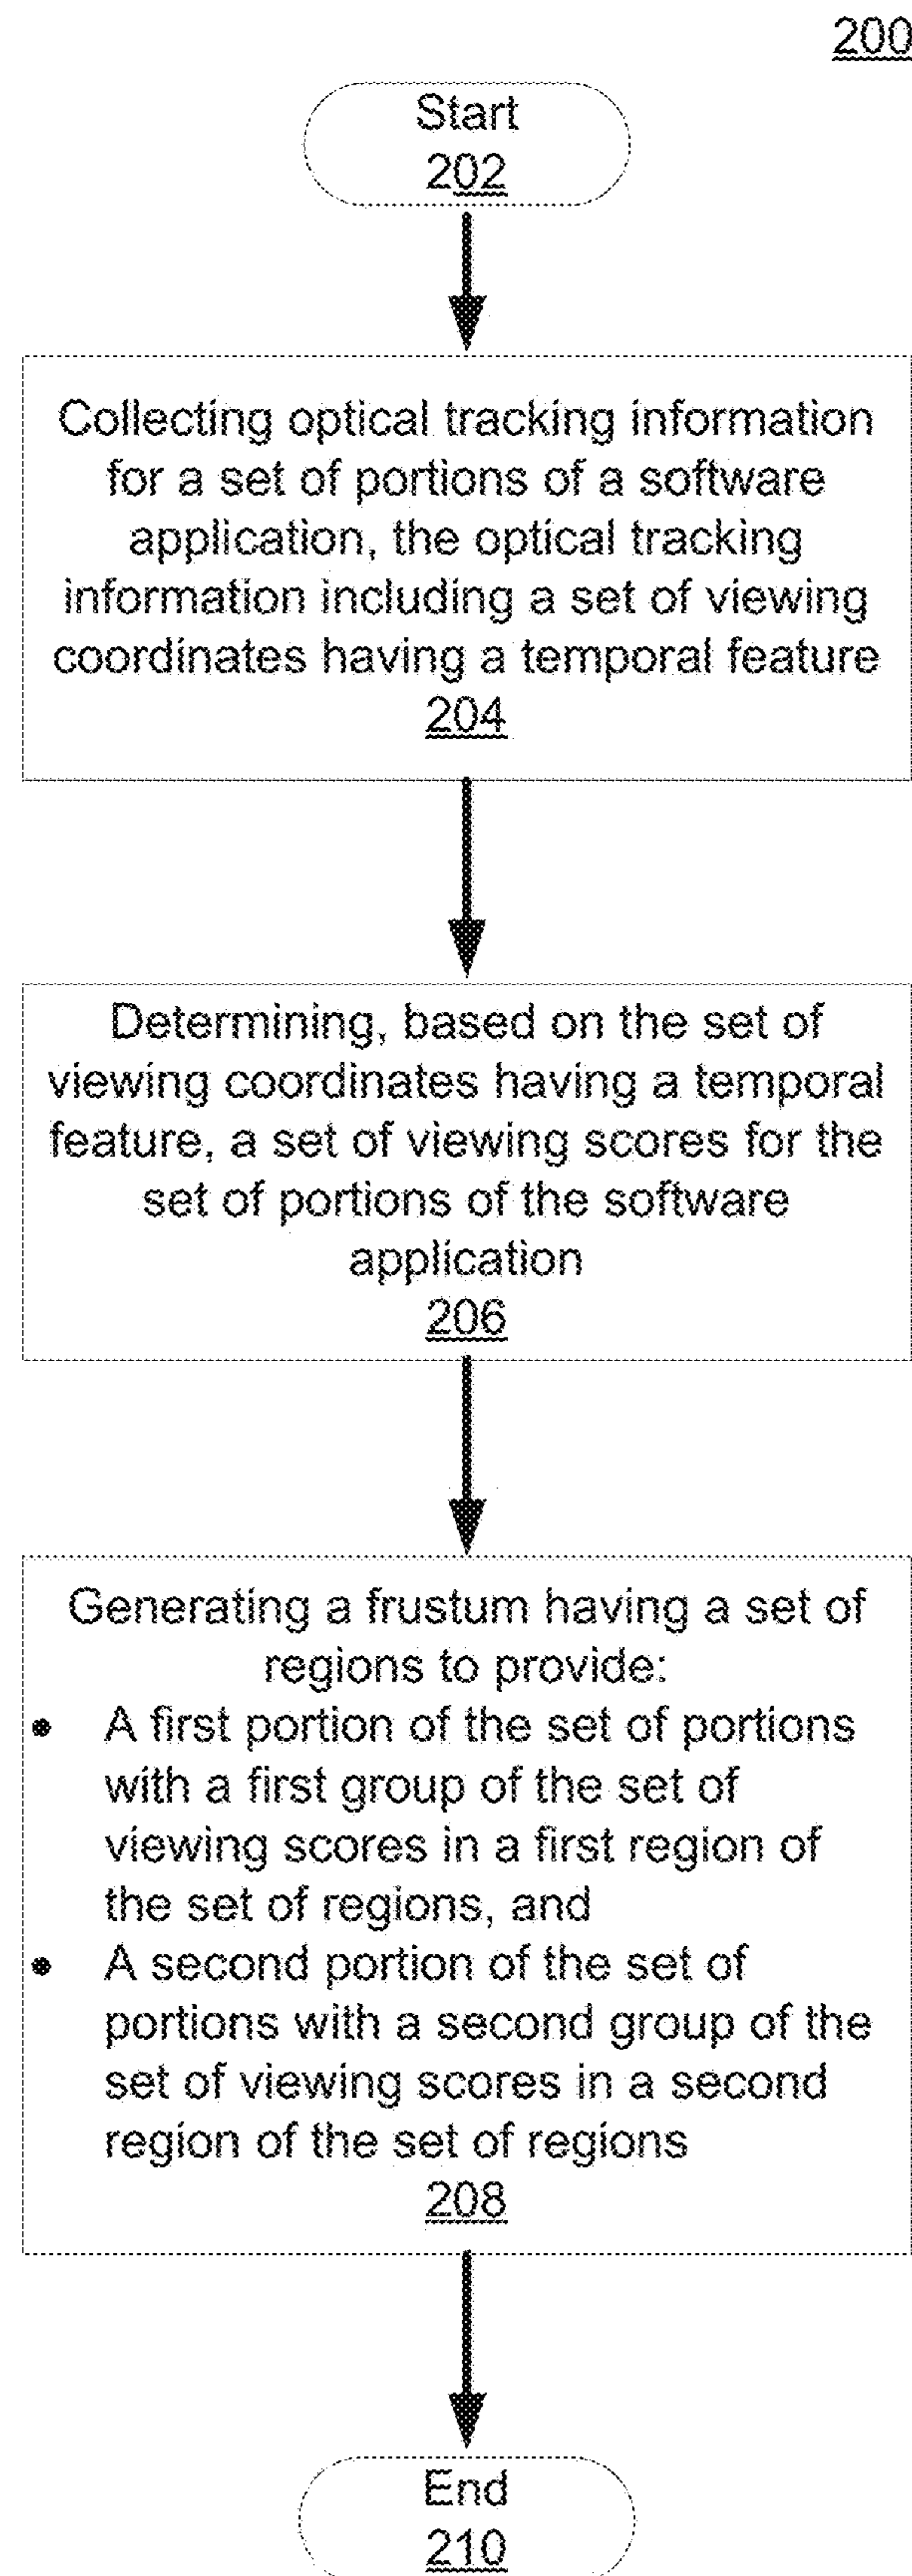 200
Start
202
Collecting optical tracking information
for a set of portions of a software
application, the optical tracking
information including a set of viewing
coordinates having a temporal feature
204
Determining, based on the set of
viewing coordinates having a temporal
feature, a set of viewing scores for the
set of portions of the software
application
206
Generating a frustum having a set of
regions to provide:
• A first portion of the set of portions
with a first group of the set of
viewing scores in a first region of
the set of regions, and
• A second portion of the set of
portions with a second group of the
set of viewing scores in a second
region of the set of regions
208
End
210